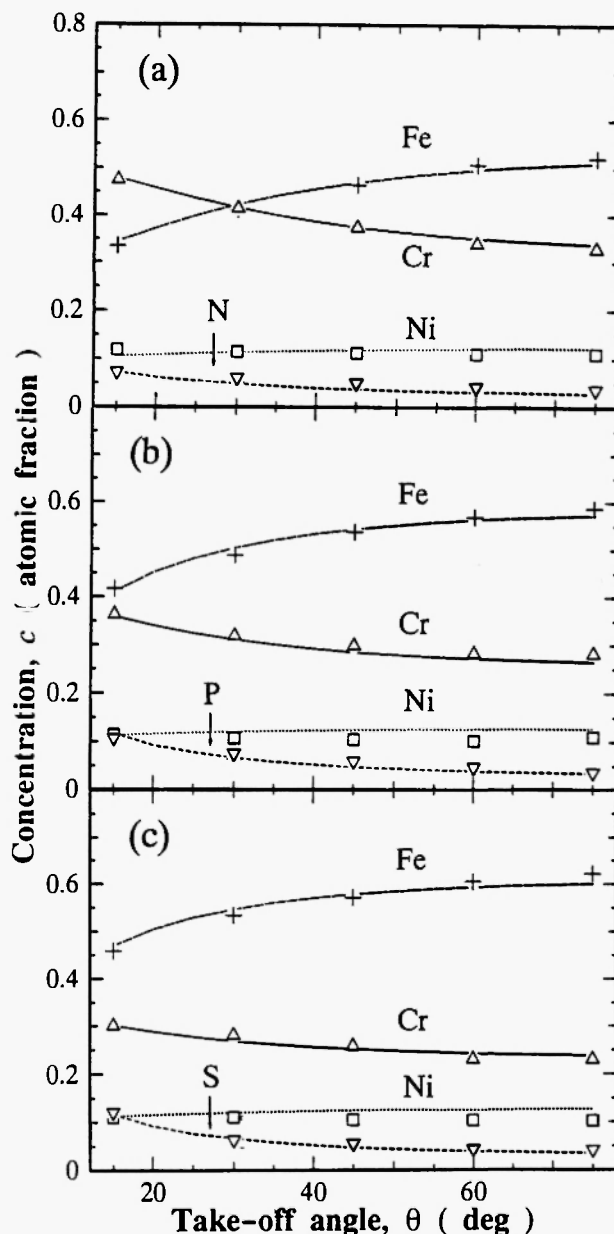 0.8
(a)
0.6
Fe
0.4
Cr
0.2
N
Ni
0
(b)
0.6
Fe
0.4
Cr
0.2
P
Ni
0
(c)
0.6
Fe
0.4
Cr
0.2
S
Ni
0
20 40 60
Take-off angle, θ ( deg )
Concentration, c ( atomic fraction )